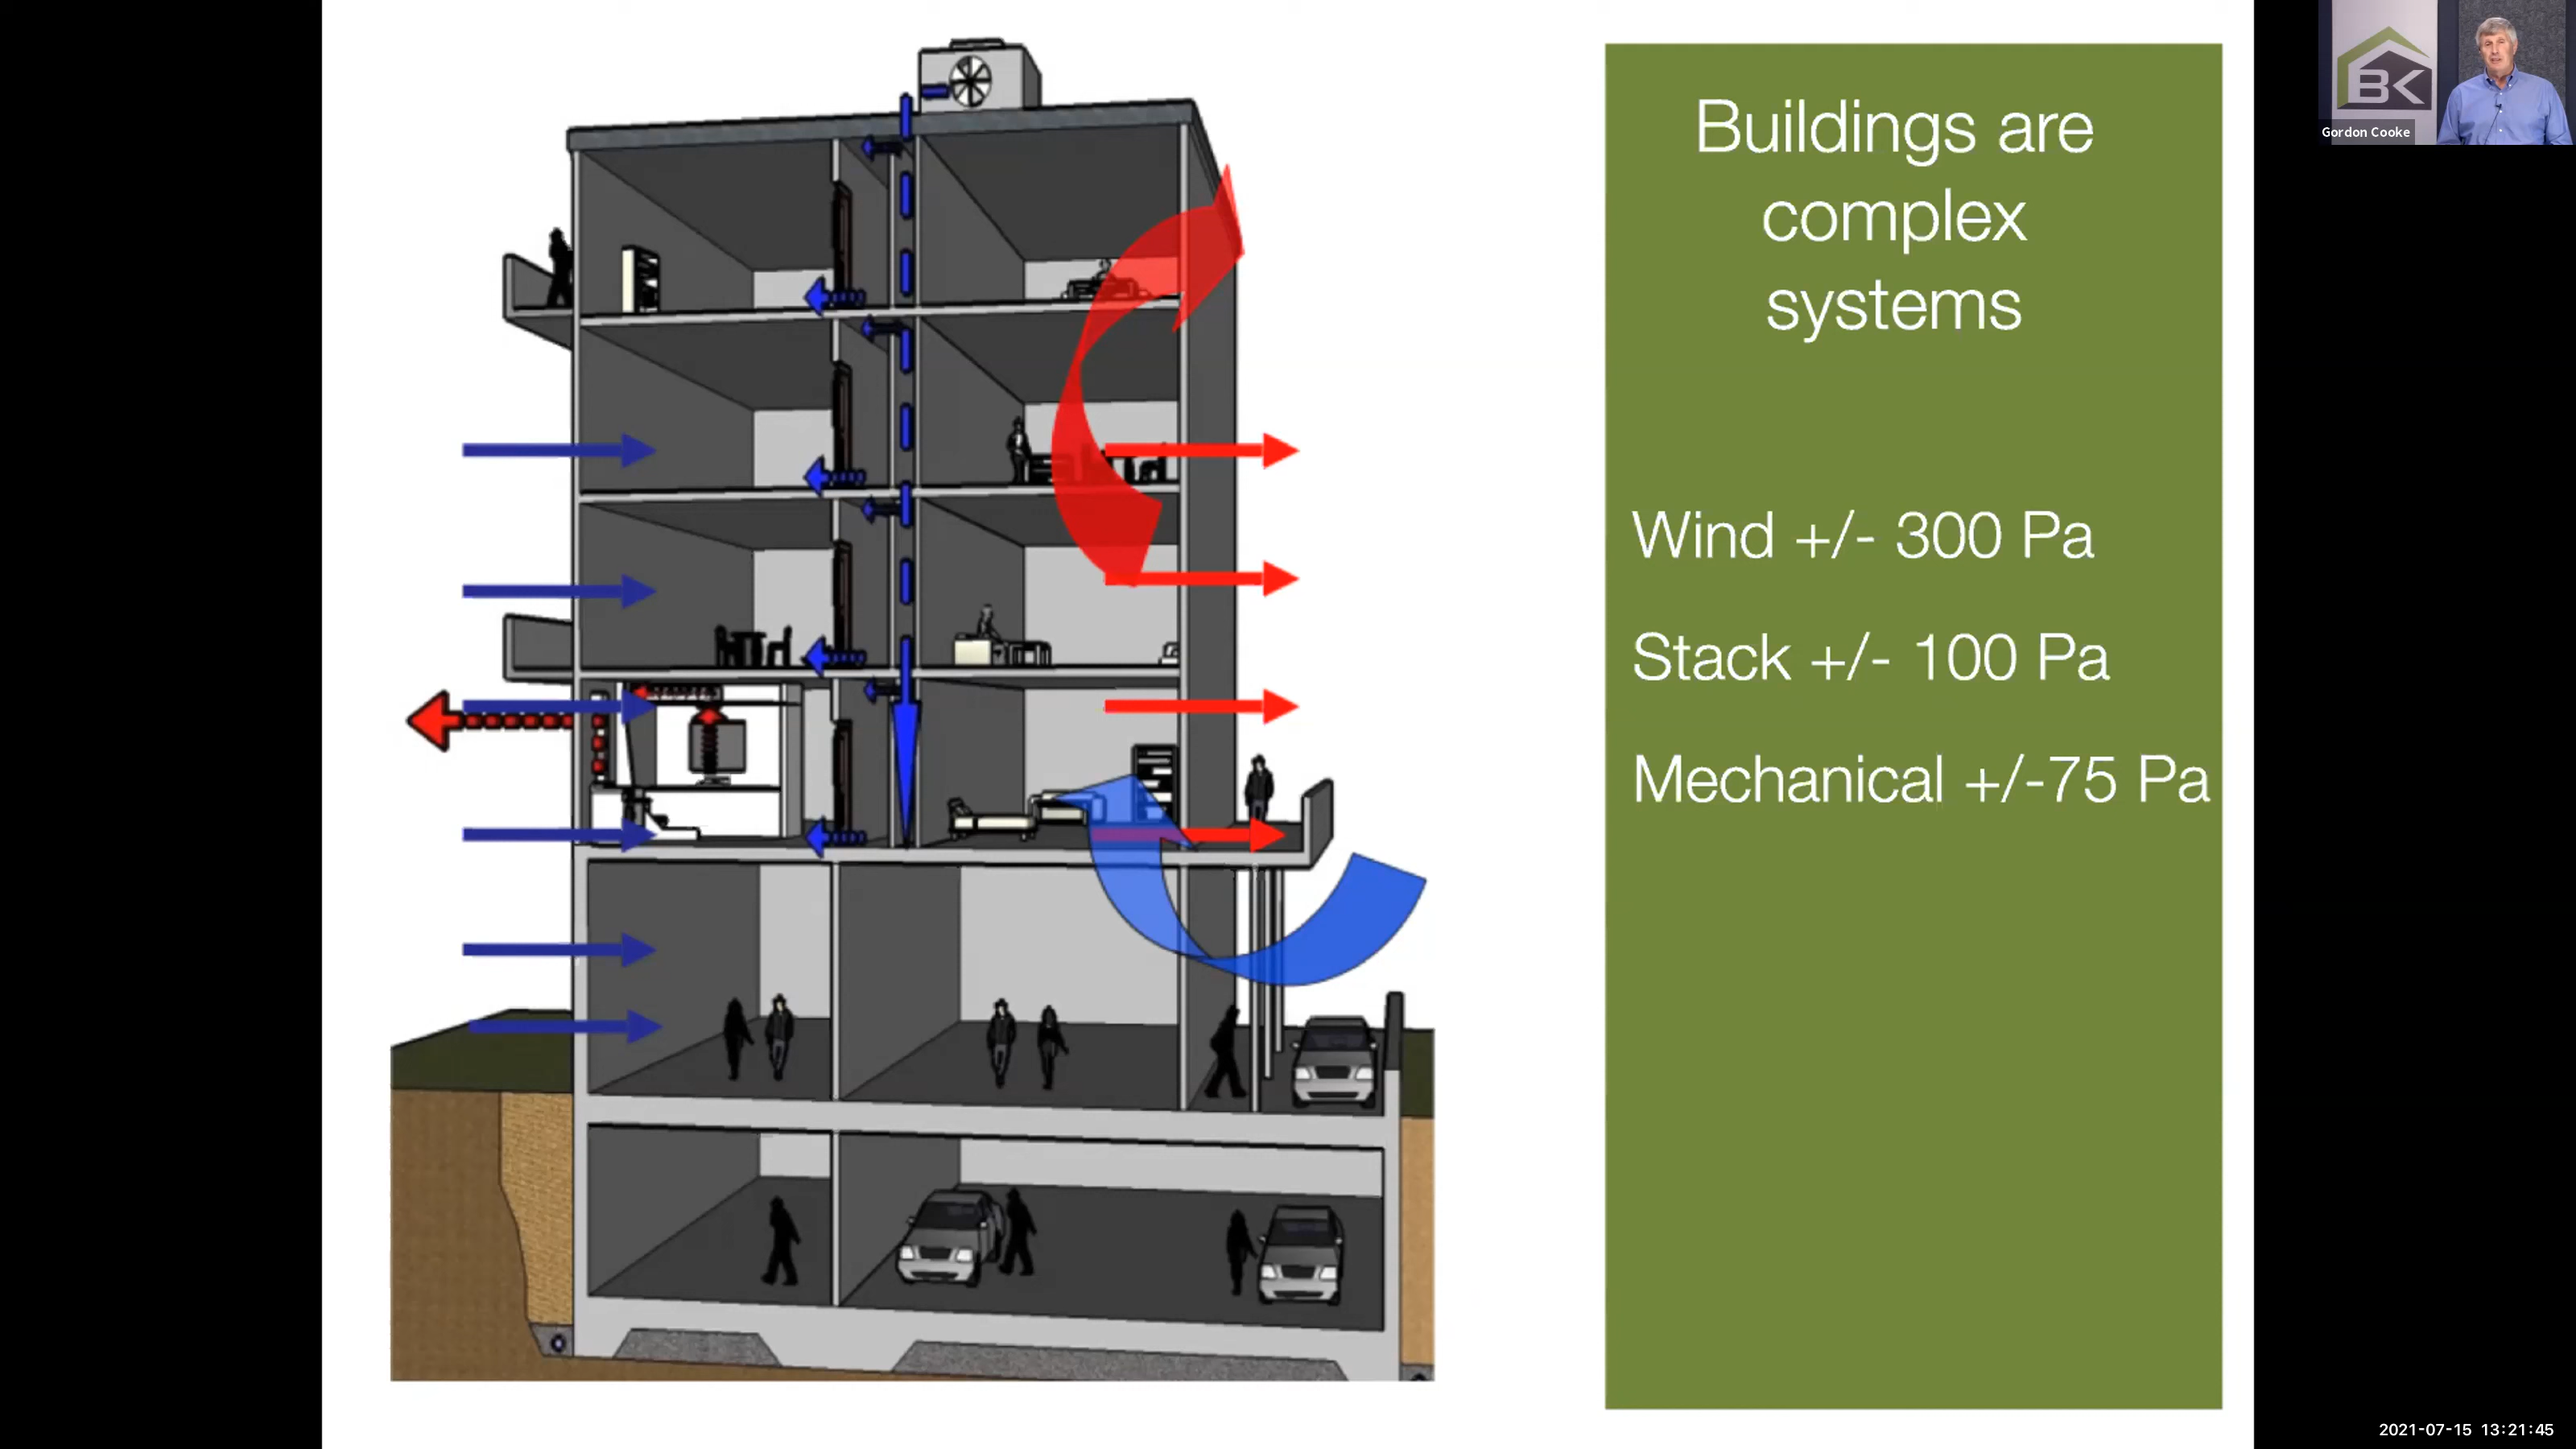 Buildings are
complex
systems
Wind +/- 300 Pa
Stack +/- 100 Pa
Mechanical +/-75 Pa
BK
Gordon Cooke
2021-07-15 13:21:45